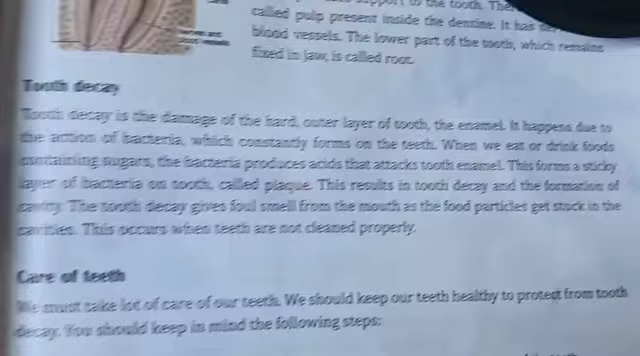 support to the tooth. The
called pulp present inside the dentine. It has
blood vessels. The lower part of the tooth, which remains
fixed in jaw, is called root.
Nerves and
blood vessels
Tooth decay
Tooth decay is the damage of the hard, outer layer of tooth, the enamel. It happens due to
the action of bacteria, which constantly forms on the teeth. When we eat or drink foods
containing sugars, the bacteria produces acids that attacks tooth enamel. This forms a sticky
layer of bacteria on tooth, called plaque. This results in tooth decay and the formation of
cavity. The tooth decay gives foul smell from the mouth as the food particles get stuck in the
cavities. This occurs when teeth are not cleaned properly.
Care of teeth
We must take lot of care of our teeth. We should keep our teeth healthy to protect from tooth
decay. You should keep in mind the following steps: